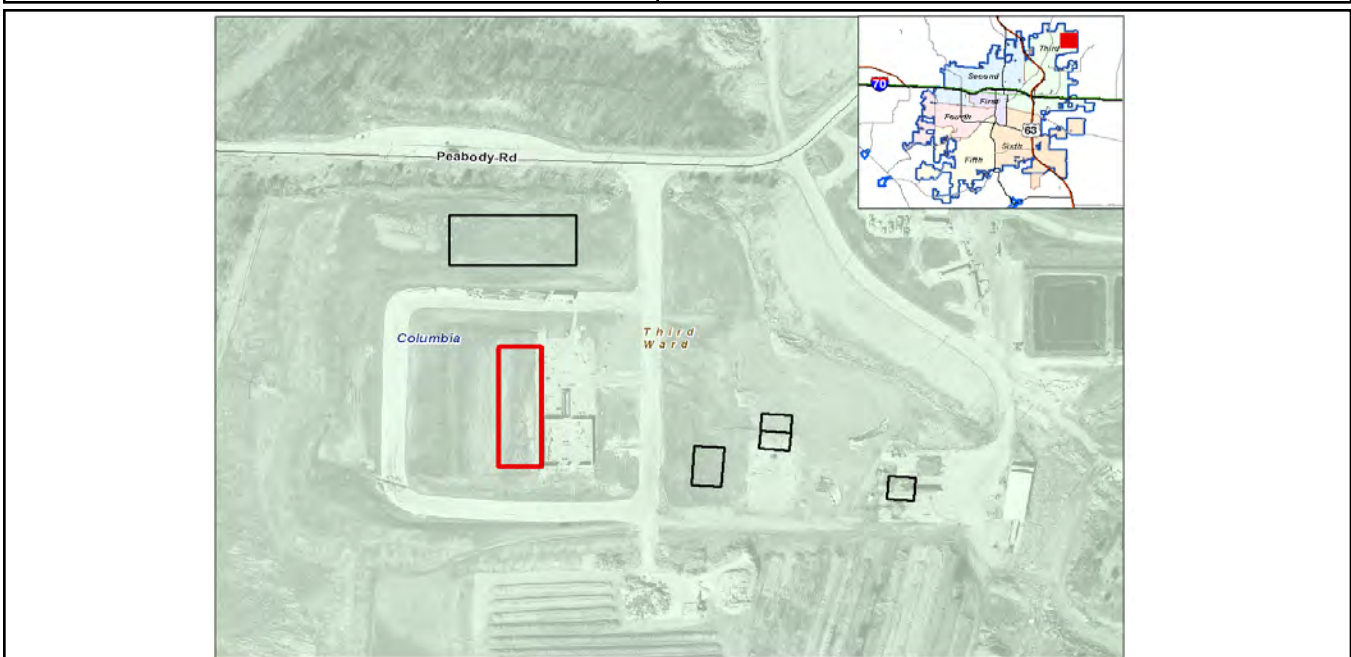 Third
Second
70
First
Fourth
63
Sixth
Fifth
Peabody Rd
Third
Ward
Columbia